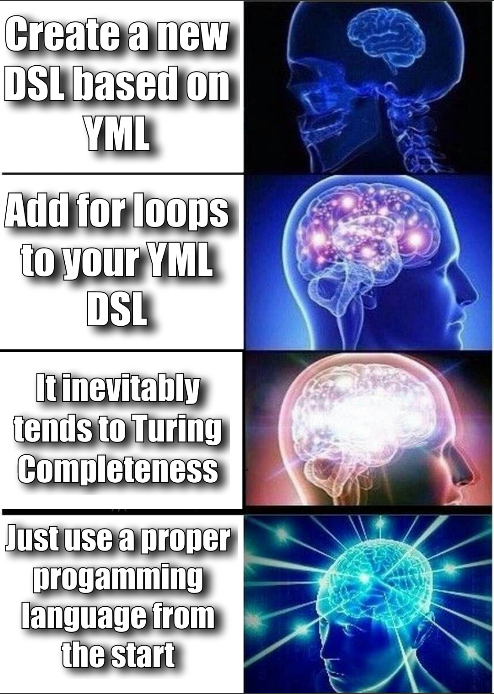 Create a new
DSL based on
YML
Add for loops
to your YML
DSL
It inevitably
tends to Turing
Completeness
Just use a proper
progamming
language from
the start